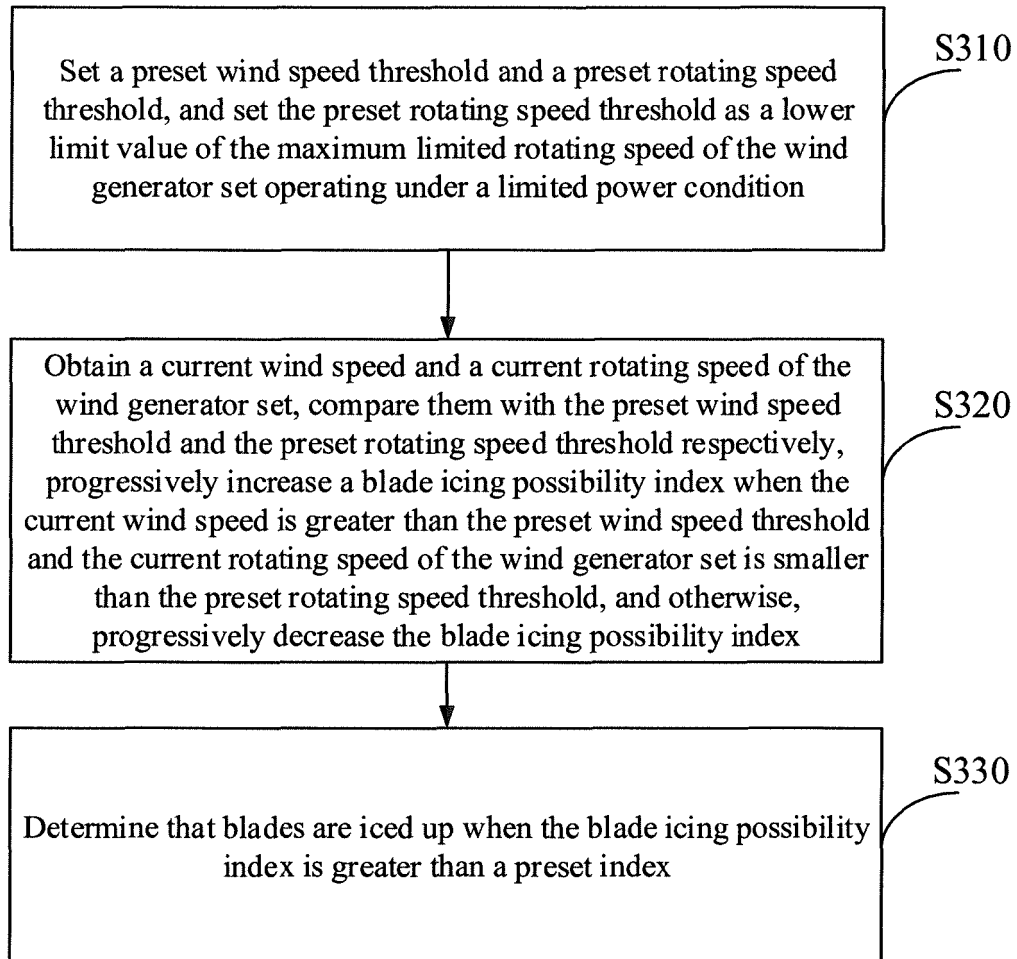 S310
Set a preset wind speed threshold and a preset rotating speed
threshold, and set the preset rotating speed threshold as a lower
limit value of the maximum limited rotating speed of the wind
generator set operating under a limited power condition
S320
Obtain a current wind speed and a current rotating speed of the
wind generator set, compare them with the preset wind speed
threshold and the preset rotating speed threshold respectively,
progressively increase a blade icing possibility index when the
current wind speed is greater than the preset wind speed threshold
and the current rotating speed of the wind generator set is smaller
than the preset rotating speed threshold, and otherwise,
progressively decrease the blade icing possibility index
S330
Determine that blades are iced up when the blade icing possibility
index is greater than a preset index